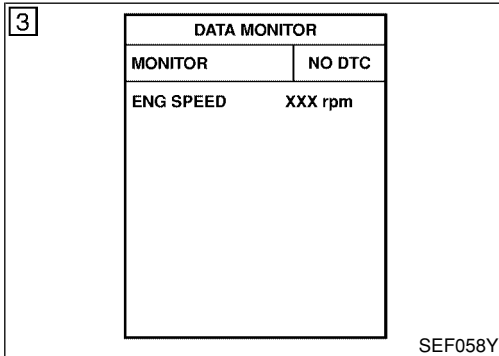 3
DATA MONITOR
MONITOR NO DTC
ENG SPEED XXX rpm
SEF058Y